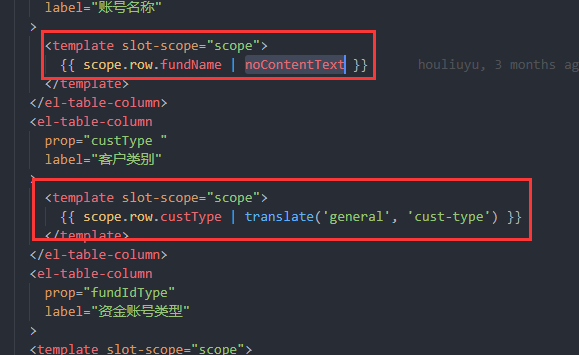 label="账号名称"
>
<template slot-scope="scope">
{{ scope.row.fundName | noContentText }} houliuyu, 3 months ag
</template>
</el-table-column>
<el-table-column
prop="custType "
label="客户类别"
>
<template slot-scope="scope">
{{ scope.row.custType | translate('general', 'cust-type') }}
</template>
</el-table-column>
<el-table-column
prop="fundIdType"
label="资金账号类型"
>
<template slot-scope="scope">